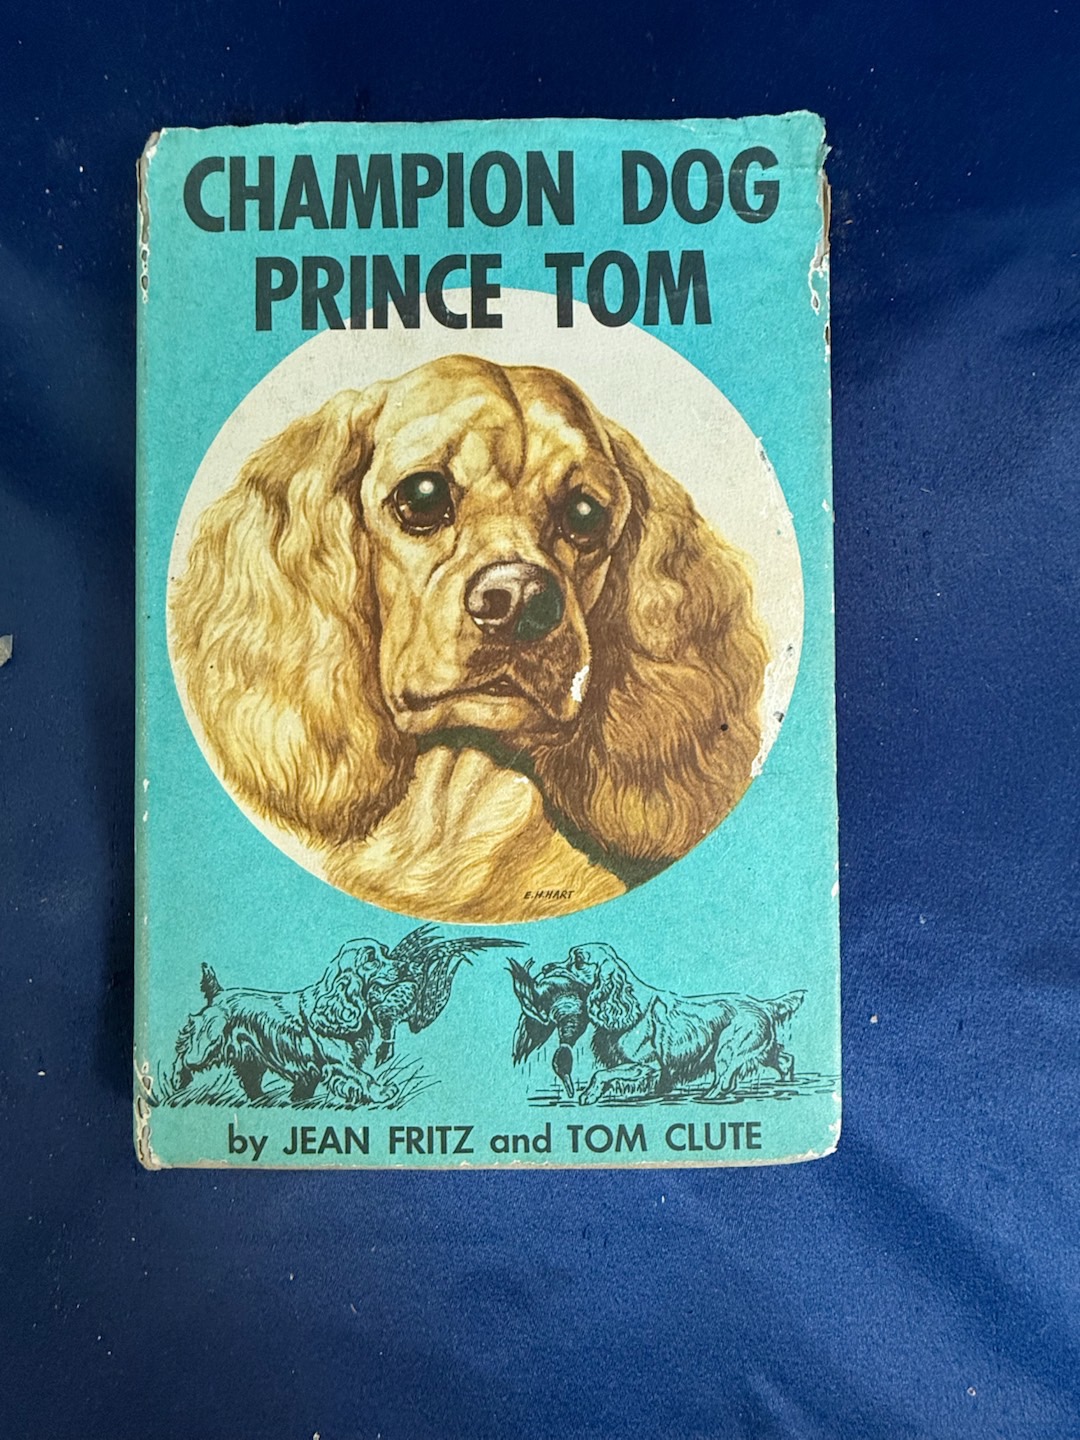 CHAMPION DOG
PRINCE TOM
E.H.HART
by JEAN FRITZ and TOM CLUTE